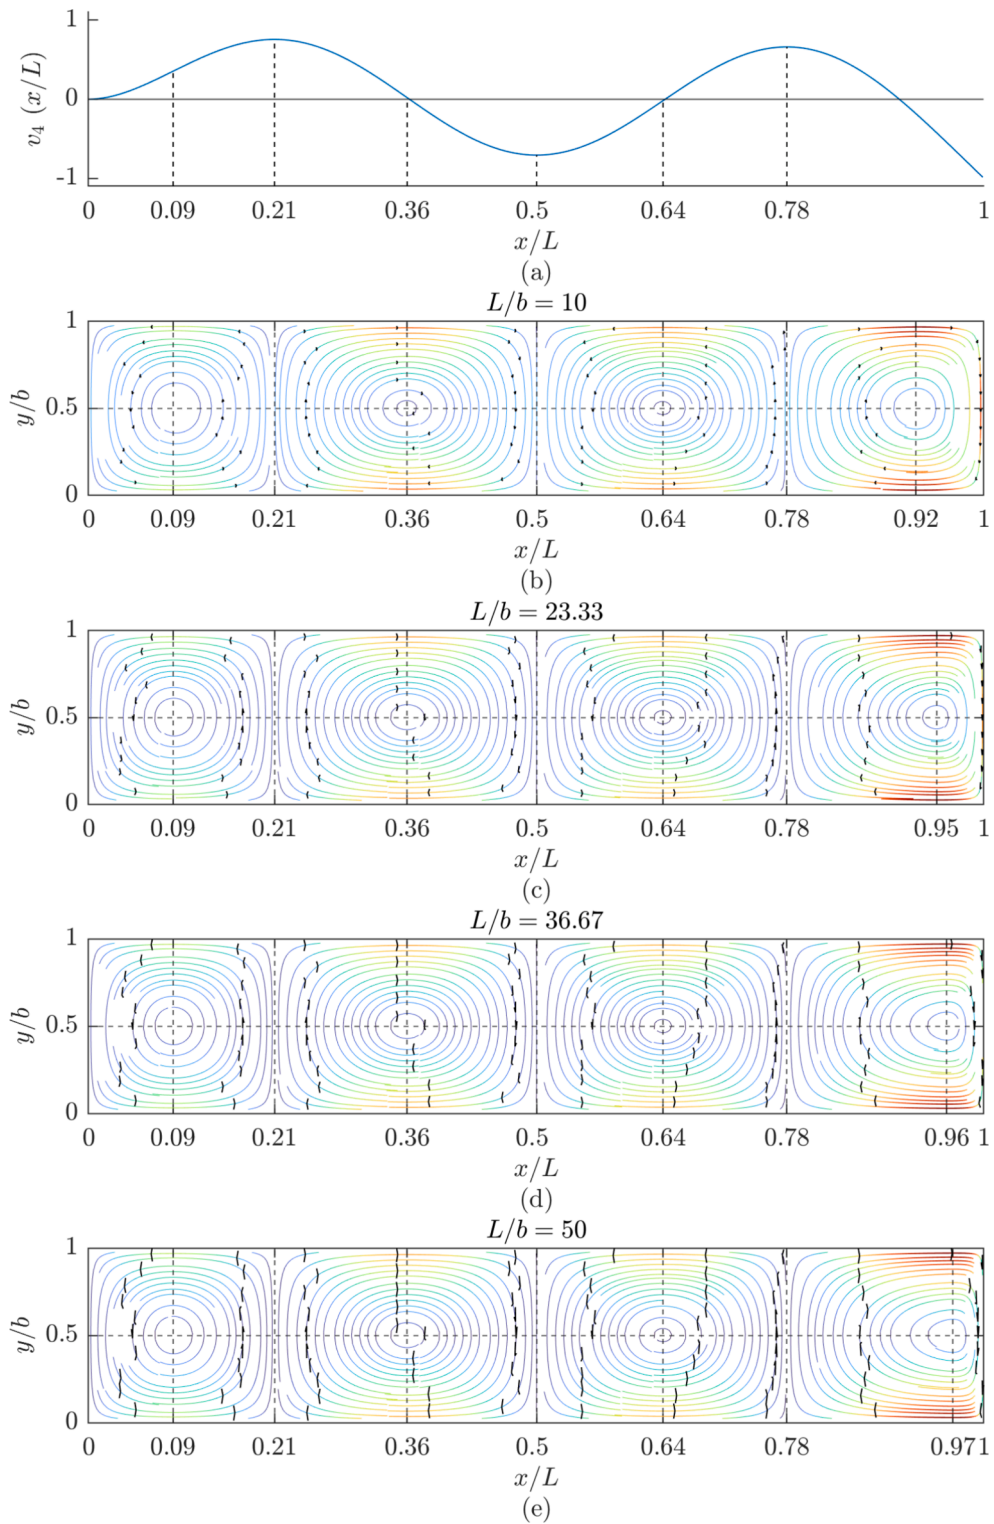 1
0
-1
v₄ (x/L)
0 0.09 0.21 0.36 0.5 0.64 0.78 1
x/L
(a)
L/b = 10
1
0.5
0
y/b
0 0.09 0.21 0.36 0.5 0.64 0.78 0.92 1
x/L
(b)
L/b = 23.33
1
0.5
0
y/b
0 0.09 0.21 0.36 0.5 0.64 0.78 0.95 1
x/L
(c)
L/b = 36.67
1
0.5
0
y/b
0 0.09 0.21 0.36 0.5 0.64 0.78 0.96 1
x/L
(d)
L/b = 50
1
0.5
0
y/b
0 0.09 0.21 0.36 0.5 0.64 0.78 0.971
x/L
(e)